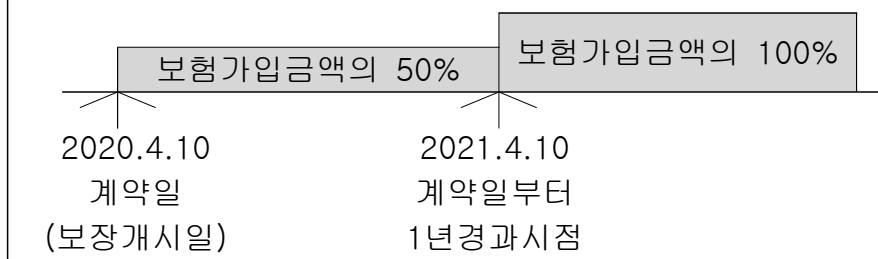 보험가입금액의 50%
보험가입금액의 100%
2020.4.10
계약일
(보장개시일)
2021.4.10
계약일부터
1년경과시점